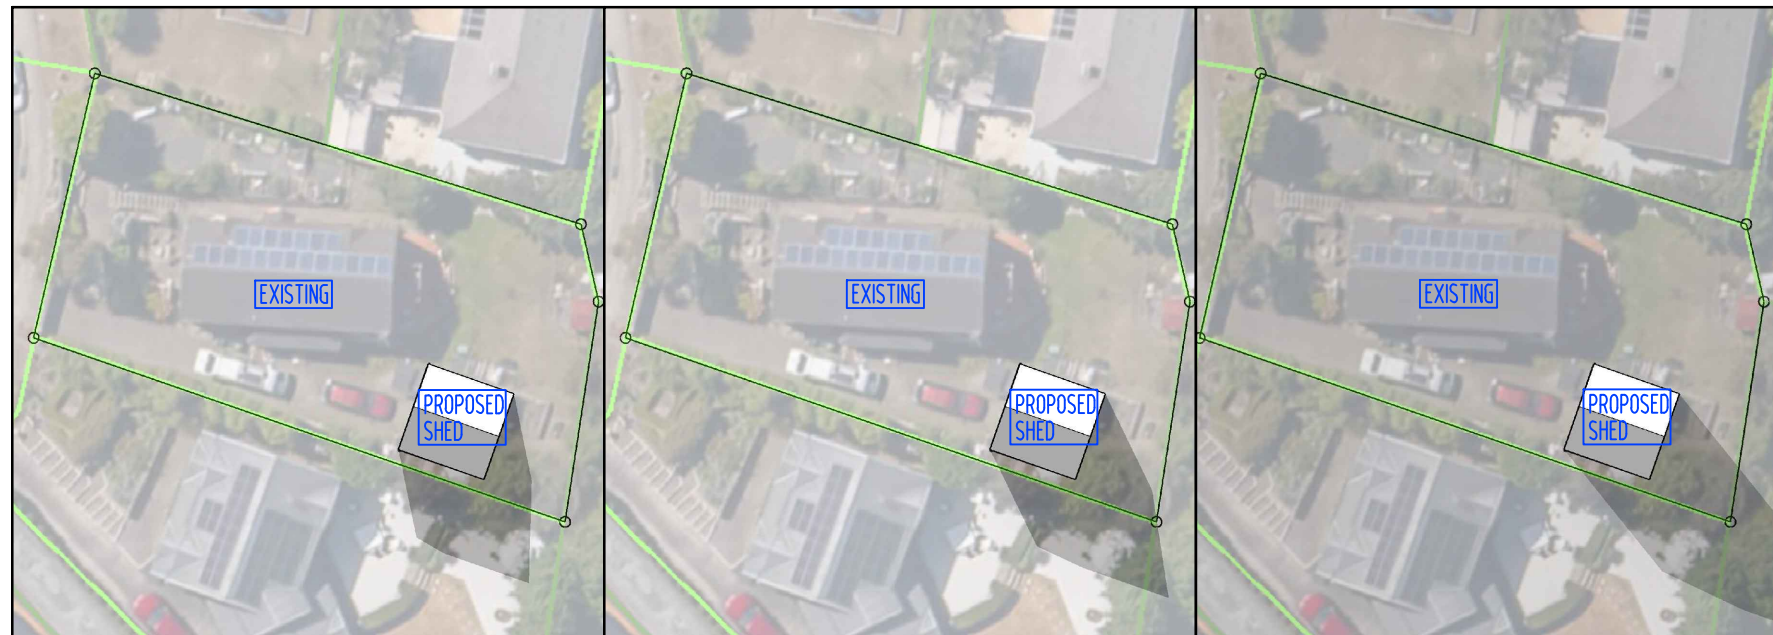 EXISTING
PROPOSED
SHED
EXISTING
PROPOSED
SHED
EXISTING
PROPOSED
SHED